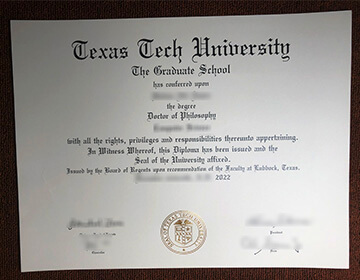 Texas Tech University
The Graduate School
has conferred upon
the degree
Doctor of Philosophy
with all the rights, privileges and responsibilities thereunto appertaining.
In Witness Whereof, this Diploma has been issued and the
Seal of the University affixed.
Issued by the Board of Regents upon recommendation of the Faculty of Lubbock, Texas.
2022
President